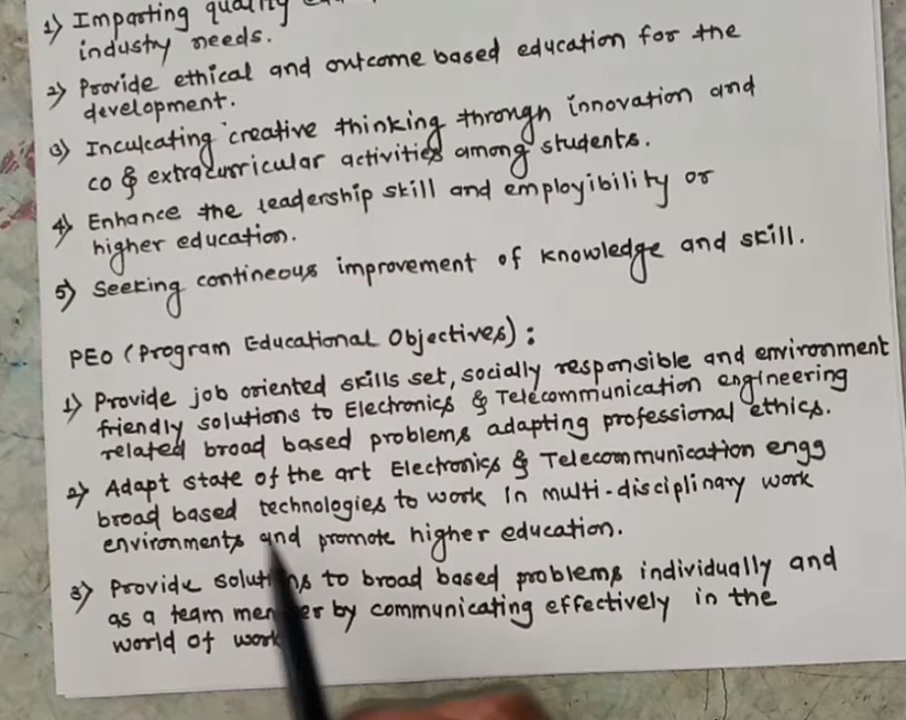 1) Imparting quality
industry needs.
2) Provide ethical and outcome based education for the
development.
3) Inculcating creative thinking through innovation and
co & extracurricular activities among students.
4) Enhance the leadership skill and employibility or
higher education.
5) Seeking contineous improvement of knowledge and skill.
PEO (Program Educational Objectives) :
1) Provide job oriented skills set, socially responsible and environment
friendly solutions to Electronics & Telecommunication engineering
related broad based problems adapting professional ethics.
2) Adapt state of the art Electronics & Telecommunication engg
broad based technologies to work in multi-disciplinary work
environments and promote higher education.
3) Provide solutions to broad based problems individually and
as a team member by communicating effectively in the
world of work